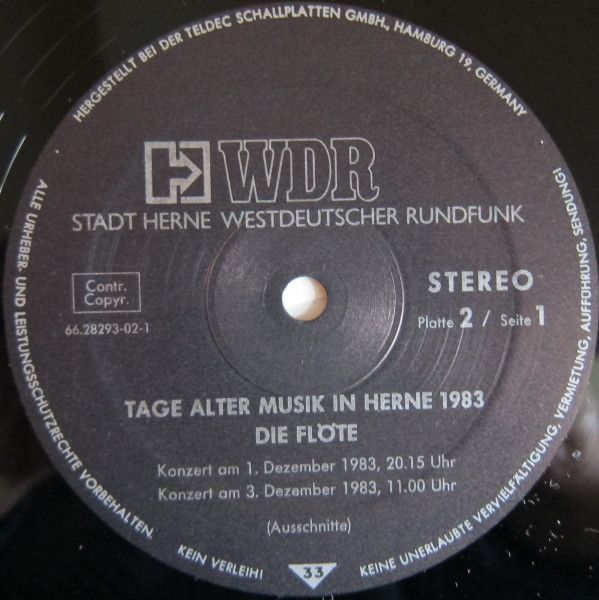 HERGESTELLT BEI DER TELDEC SCHALLPLATTEN GMBH., HAMBURG 19, GERMANY
WDR
STADT HERNE WESTDEUTSCHER RUNDFUNK
Contr.
Copyr.
66.28293-02-1
STEREO
Platte 2 / Seite 1
TAGE ALTER MUSIK IN HERNE 1983
DIE FLÖTE
Konzert am 1. Dezember 1983, 20.15 Uhr
Konzert am 3. Dezember 1983, 11.00 Uhr
(Ausschnitte)
ALLE URHEBER- UND LEISTUNGSSCHUTZRECHTE VORBEHALTEN.
KEIN VERLEIH!
33
KEINE UNERLAUBTE VERVIELFÄLTIGUNG, VERMIETUNG, AUFFÜHRUNG, SENDUNG!